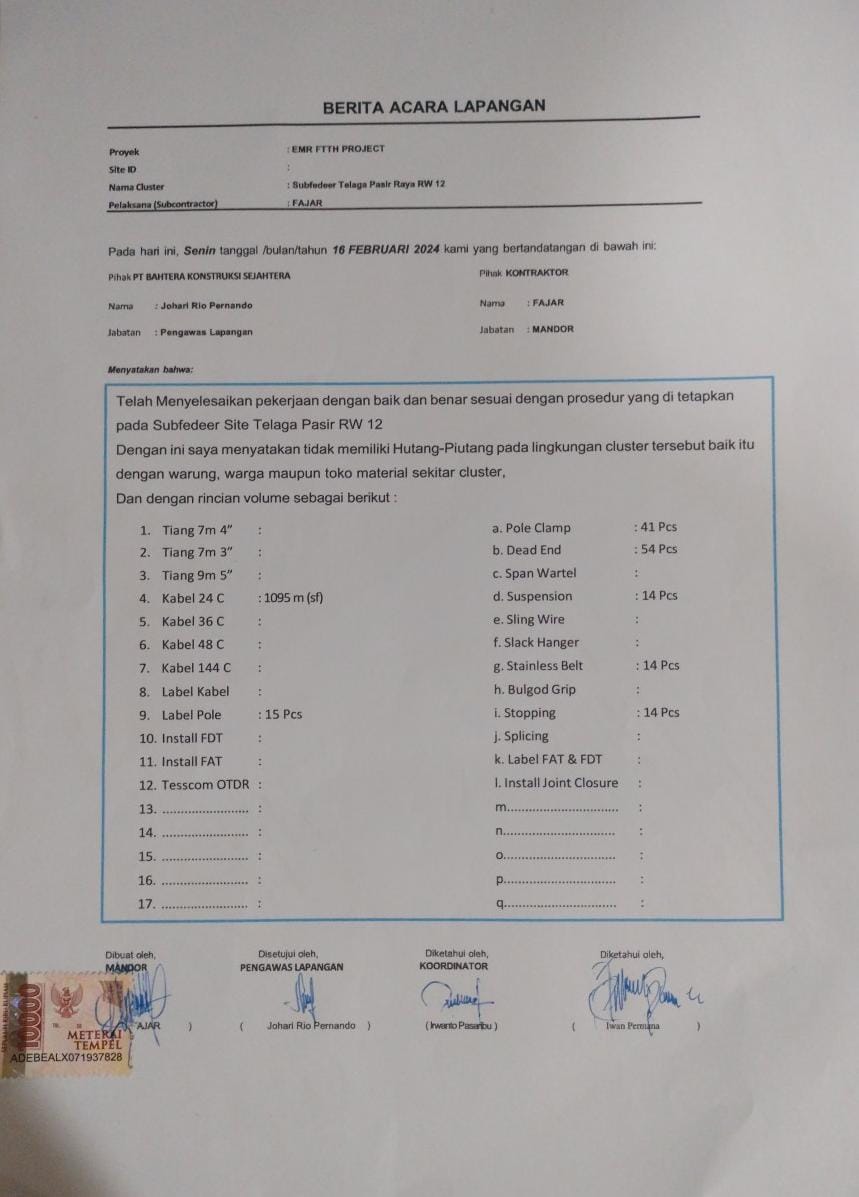 BERITA ACARA LAPANGAN
Proyek : EMR FTTH PROJECT
Site ID :
Nama Cluster : Subfedeer Telaga Pasir Raya RW 12
Pelaksana (Subcontractor) : FAJAR
Pada hari ini, Senin tanggal /bulan/tahun 16 FEBRUARI 2024 kami yang bertandatangan di bawah ini:
Pihak PT BAHTERA KONSTRUKSI SEJAHTERA Pihak KONTRAKTOR
Nama : Johari Rio Pernando Nama : FAJAR
Jabatan : Pengawas Lapangan Jabatan : MANDOR
Menyatakan bahwa:
Telah Menyelesaikan pekerjaan dengan baik dan benar sesuai dengan prosedur yang di tetapkan
pada Subfedeer Site Telaga Pasir RW 12
Dengan ini saya menyatakan tidak memiliki Hutang-Piutang pada lingkungan cluster tersebut baik itu
dengan warung, warga maupun toko material sekitar cluster,
Dan dengan rincian volume sebagai berikut :
1. Tiang 7m 4” : a. Pole Clamp : 41 Pcs
2. Tiang 7m 3” : b. Dead End : 54 Pcs
3. Tiang 9m 5” : c. Span Wartel :
4. Kabel 24 C : 1095 m (sf) d. Suspension : 14 Pcs
5. Kabel 36 C : e. Sling Wire :
6. Kabel 48 C : f. Slack Hanger :
7. Kabel 144 C : g. Stainless Belt : 14 Pcs
8. Label Kabel : h. Bulgod Grip :
9. Label Pole : 15 Pcs i. Stopping : 14 Pcs
10. Install FDT : j. Splicing :
11. Install FAT : k. Label FAT & FDT :
12. Tesscom OTDR : l. Install Joint Closure :
13. ........................ : m............................... :
14. ........................ : n............................... :
15. ........................ : o............................... :
16. ........................ : p............................... :
17. ........................ : q............................... :
Dibuat oleh, Disetujui oleh, Diketahui oleh, Diketahui oleh,
MANDOR PENGAWAS LAPANGAN KOORDINATOR
AJAR ) ( Johari Rio Pernando ) ( Irwanto Pasaribu ) ( Iwan Permana )
10000
METERAI
TEMPEL
ADEBEALX071937828